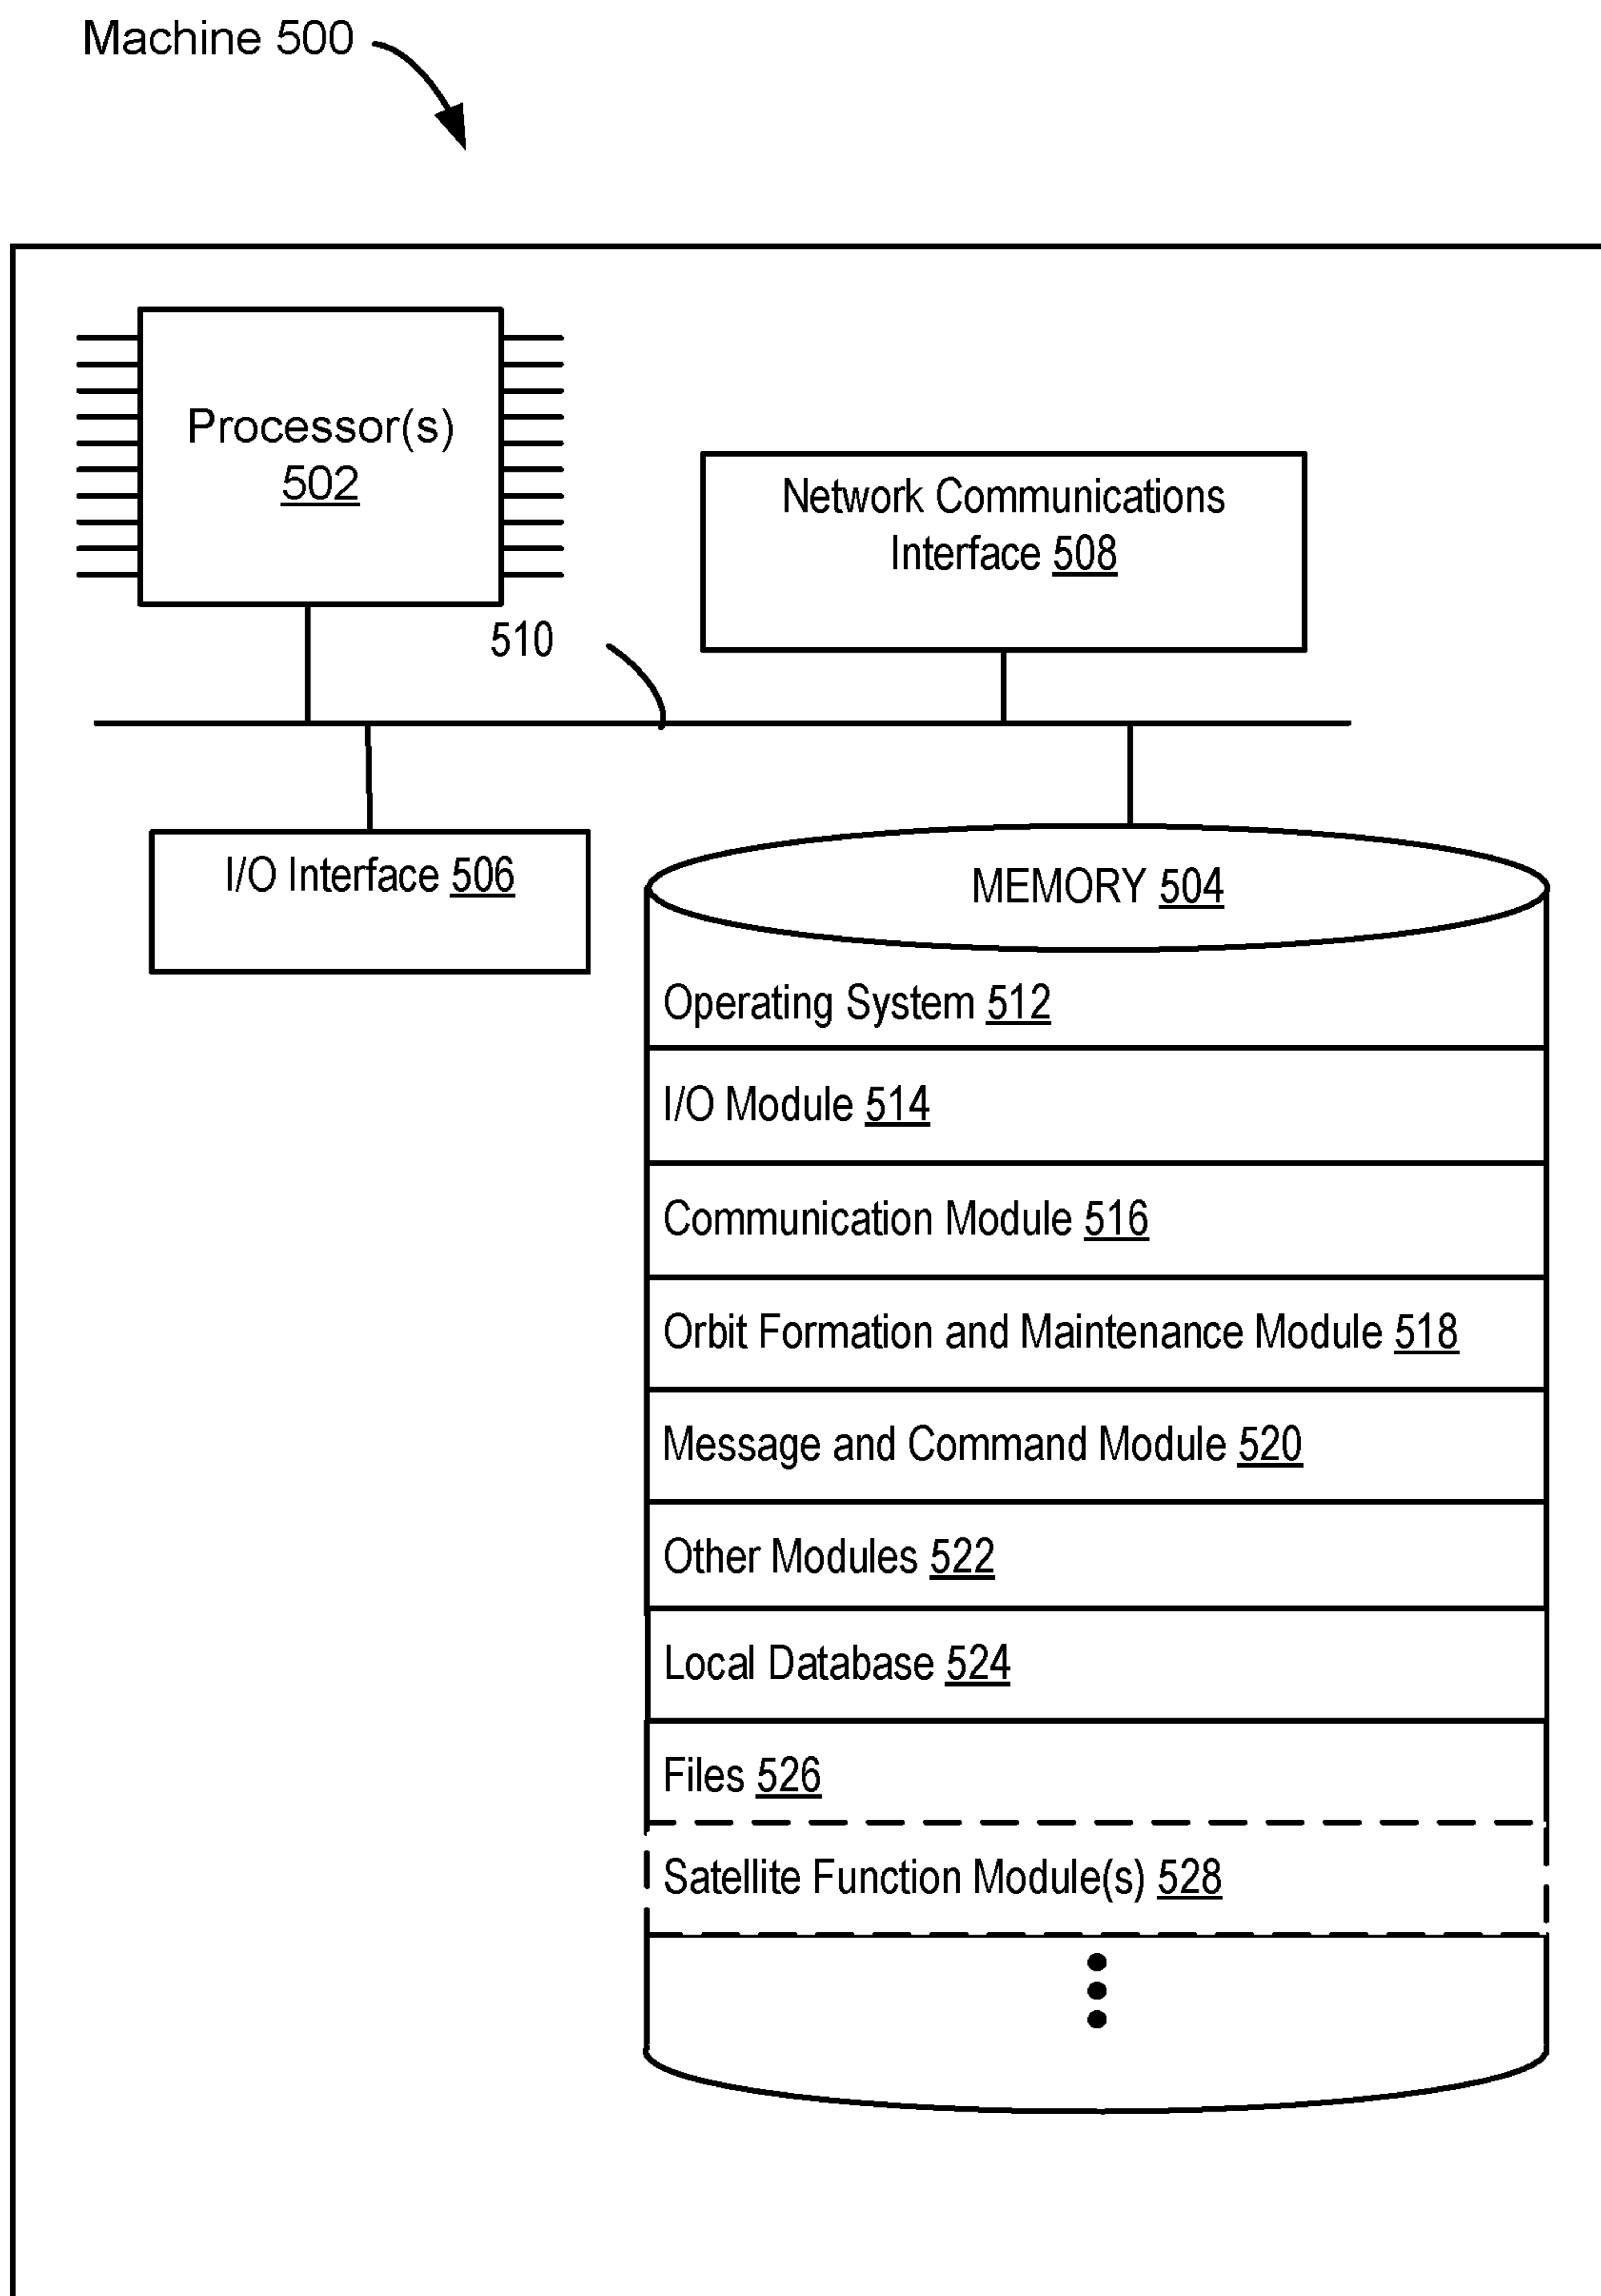 Machine 500
Processor(s)
502
Network Communications
Interface 508
510
I/O Interface 506
MEMORY 504
Operating System 512
I/O Module 514
Communication Module 516
Orbit Formation and Maintenance Module 518
Message and Command Module 520
Other Modules 522
Local Database 524
Files 526
Satellite Function Module(s) 528